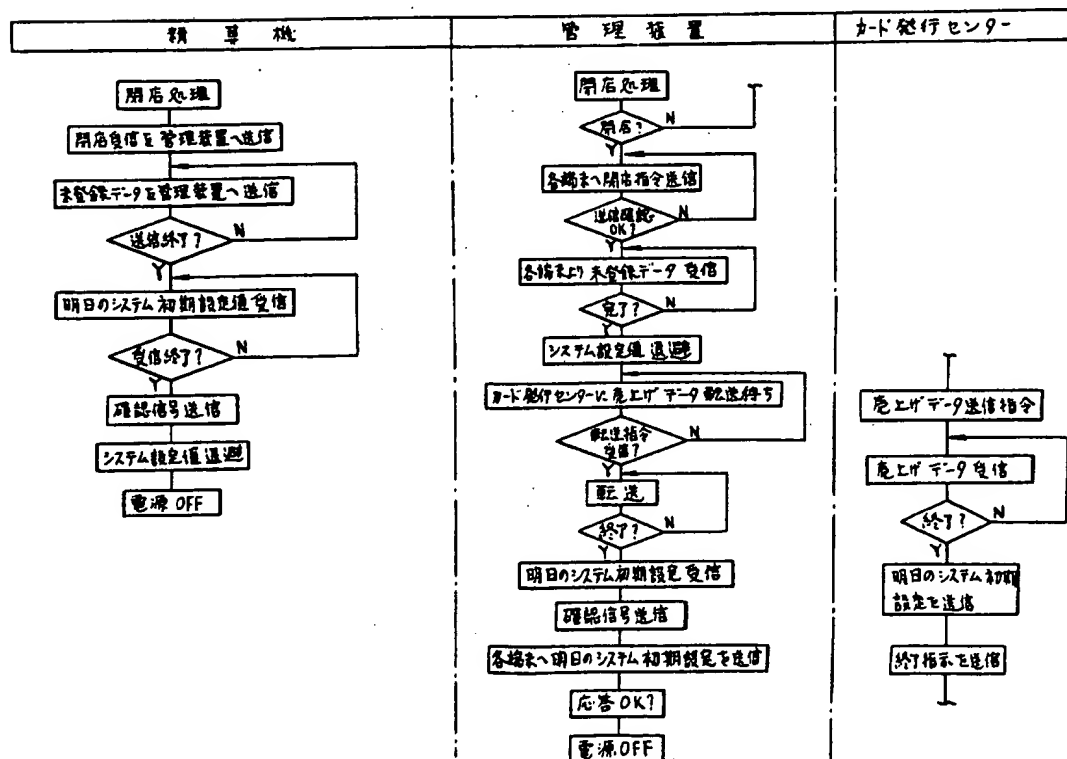 精算機
管理装置
カード発行センター
閉店処理
閉店受信を管理装置へ送信
未登録データを管理装置へ送信
送信終了?
N
Y
明日のシステム初期設定値受信
受信終了?
N
Y
確認信号送信
システム設定値退避
電源OFF
閉店処理
閉店?
N
Y
各端末へ閉店指令送信
送信確認
OK?
N
Y
各端末より未登録データ受信
完了?
N
Y
システム設定値退避
カード発行センターに売上げデータ転送待ち
転送指令
受信?
N
Y
転送
終了?
N
Y
明日のシステム初期設定受信
確認信号送信
各端末へ明日のシステム初期設定を送信
応答OK?
電源OFF
売上げデータ送信指令
売上げデータ受信
終了?
N
Y
明日のシステム初期
設定を送信
終了指示を送信